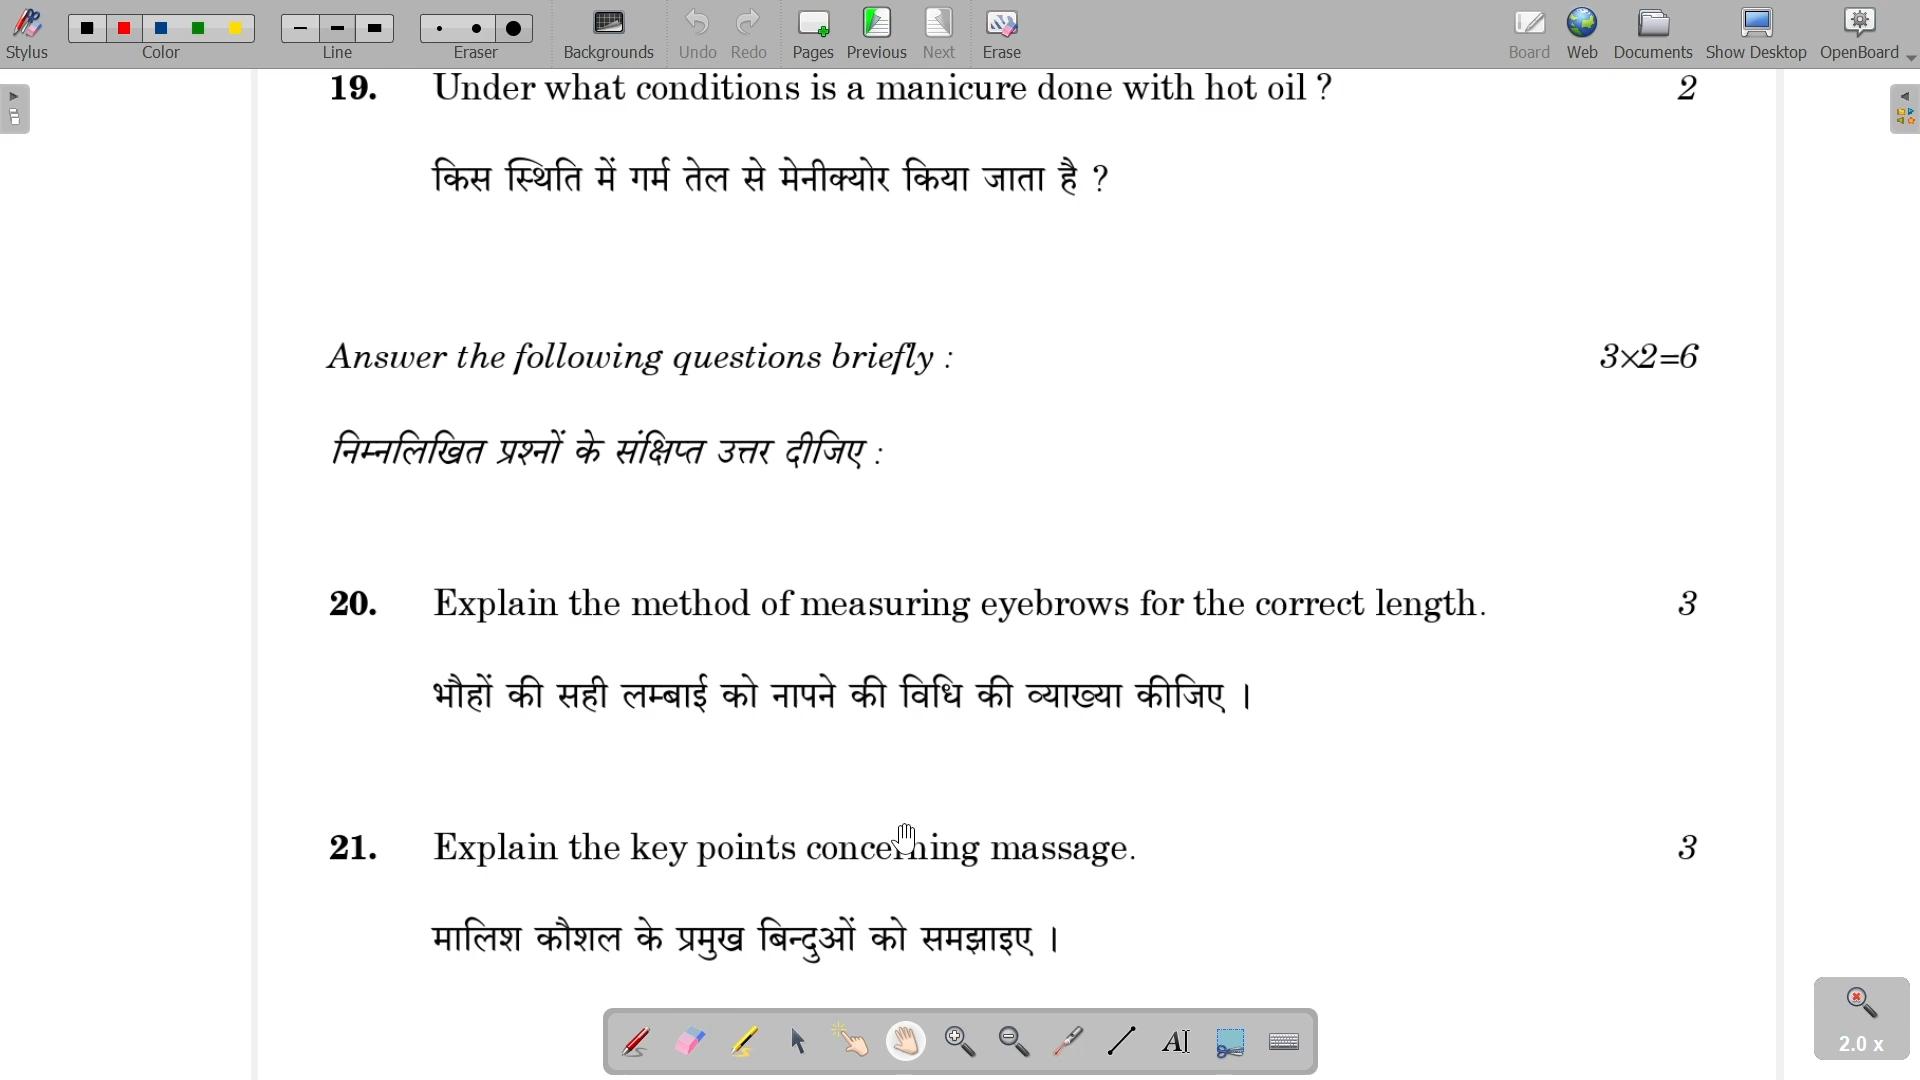 Stylus
Color
Line
Eraser
Backgrounds
Undo
Redo
Pages
Previous
Next
Erase
Board
Web
Documents
Show Desktop
OpenBoard
19. Under what conditions is a manicure done with hot oil ? 2
किस स्थिति में गर्म तेल से मेनीक्योर किया जाता है ?
Answer the following questions briefly : 3×2=6
निम्नलिखित प्रश्नों के संक्षिप्त उत्तर दीजिए :
20. Explain the method of measuring eyebrows for the correct length. 3
भौहों की सही लम्बाई को नापने की विधि की व्याख्या कीजिए ।
21. Explain the key points concerning massage. 3
मालिश कौशल के प्रमुख बिन्दुओं को समझाइए ।
AI
2.0 x